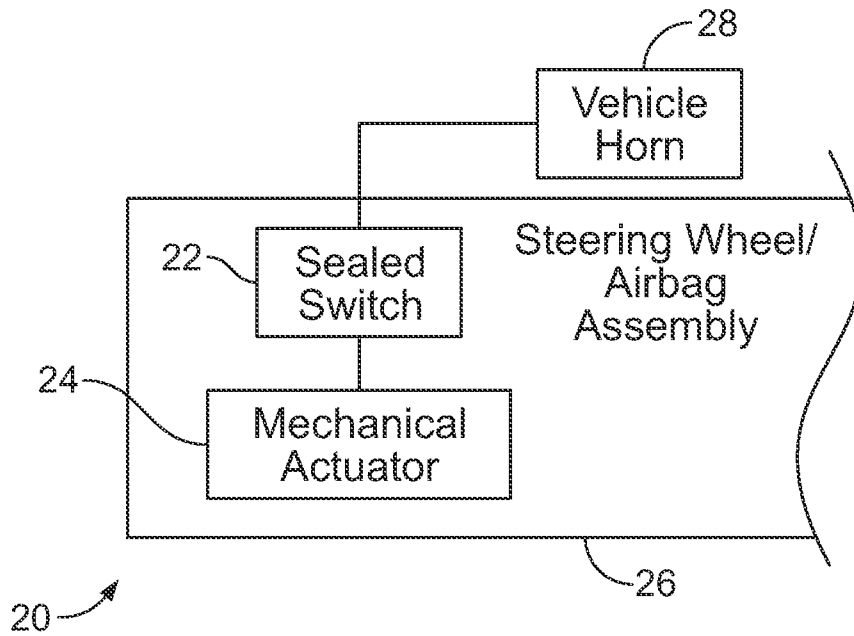 28
Vehicle
Horn
22
Sealed
Switch
Steering Wheel/
Airbag
Assembly
24
Mechanical
Actuator
26
20